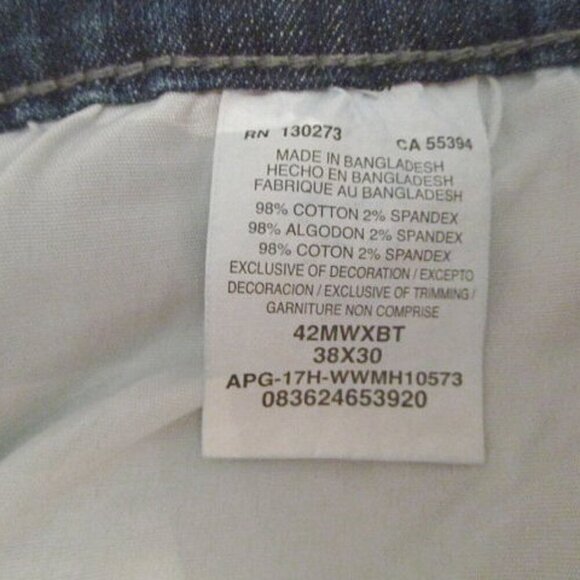 RN 130273 CA 55394
MADE IN BANGLADESH
HECHO EN BANGLADESH
FABRIQUE AU BANGLADESH
98% COTTON 2% SPANDEX
98% ALGODON 2% SPANDEX
98% COTON 2% SPANDEX
EXCLUSIVE OF DECORATION / EXCEPTO
DECORACION / EXCLUSIVE OF TRIMMING /
GARNITURE NON COMPRISE
42MWXBT
38X30
APG-17H-WWMH10573
083624653920